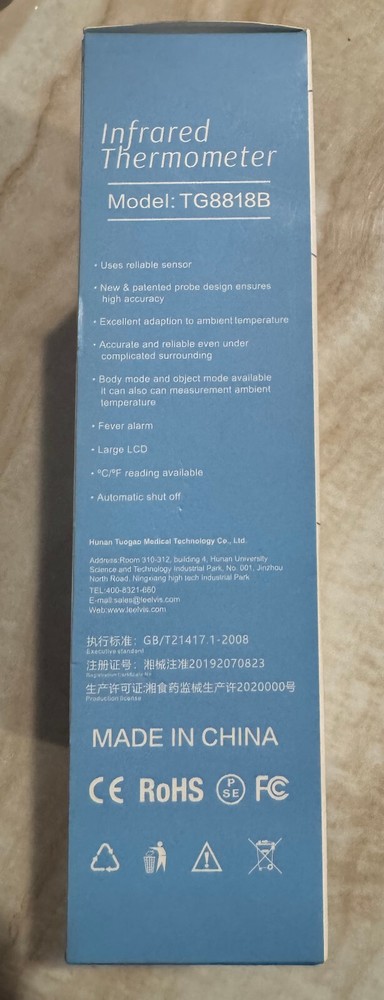 Infrared
Thermometer
Model: TG8818B
• Uses reliable sensor
• New & patented probe design ensures
high accuracy
• Excellent adaption to ambient temperature
• Accurate and reliable even under
complicated surrounding
• Body mode and object mode available
it can also can measurement ambient
temperature
• Fever alarm
• Large LCD
• ºC/ºF reading available
• Automatic shut off
Hunan Tuogao Medical Technology Co., Ltd.
Address:Room 310-312, building 4, Hunan University
Science and Technology Industrial Park, No. 001, Jinzhou
North Road, Ningxiang high tech Industrial Park
TEL:400-8321-660
E-mail:sales@leelvis.com
Web:www.leelvis.com
执行标准：GB/T21417.1-2008
Executive standard
注册证号：湘械注准20192070823
Registration certificate No
生产许可证:湘食药监械生产许2020000号
Production license
MADE IN CHINA
CE RoHS PSE FC